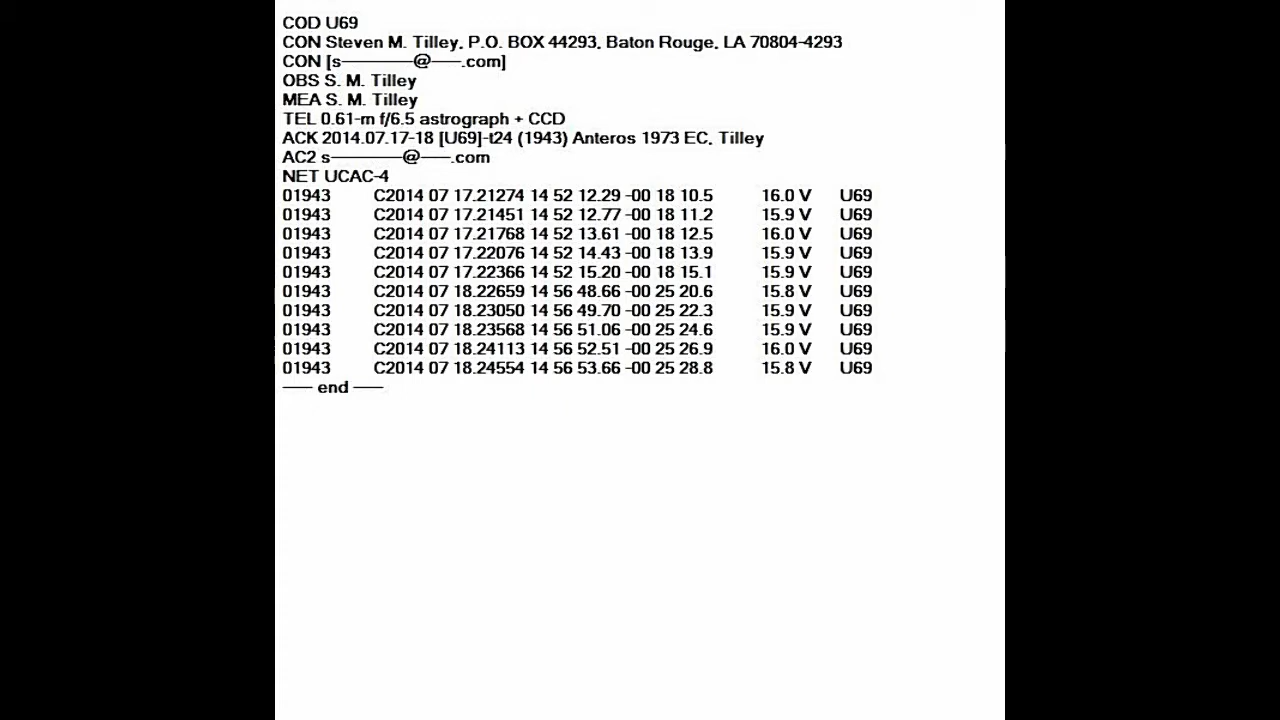 COD U69
CON Steven M. Tilley, P.O. BOX 44293, Baton Rouge, LA 70804-4293
CON [s————@——.com]
OBS S. M. Tilley
MEA S. M. Tilley
TEL 0.61-m f/6.5 astrograph + CCD
ACK 2014.07.17-18 [U69]-t24 (1943) Anteros 1973 EC, Tilley
AC2 s————@——.com
NET UCAC-4
01943 C2014 07 17.21274 14 52 12.29 -00 18 10.5 16.0 V U69
01943 C2014 07 17.21451 14 52 12.77 -00 18 11.2 15.9 V U69
01943 C2014 07 17.21768 14 52 13.61 -00 18 12.5 16.0 V U69
01943 C2014 07 17.22076 14 52 14.43 -00 18 13.9 15.9 V U69
01943 C2014 07 17.22366 14 52 15.20 -00 18 15.1 15.9 V U69
01943 C2014 07 18.22659 14 56 48.66 -00 25 20.6 15.8 V U69
01943 C2014 07 18.23050 14 56 49.70 -00 25 22.3 15.9 V U69
01943 C2014 07 18.23568 14 56 51.06 -00 25 24.6 15.9 V U69
01943 C2014 07 18.24113 14 56 52.51 -00 25 26.9 16.0 V U69
01943 C2014 07 18.24554 14 56 53.66 -00 25 28.8 15.8 V U69
—– end —–